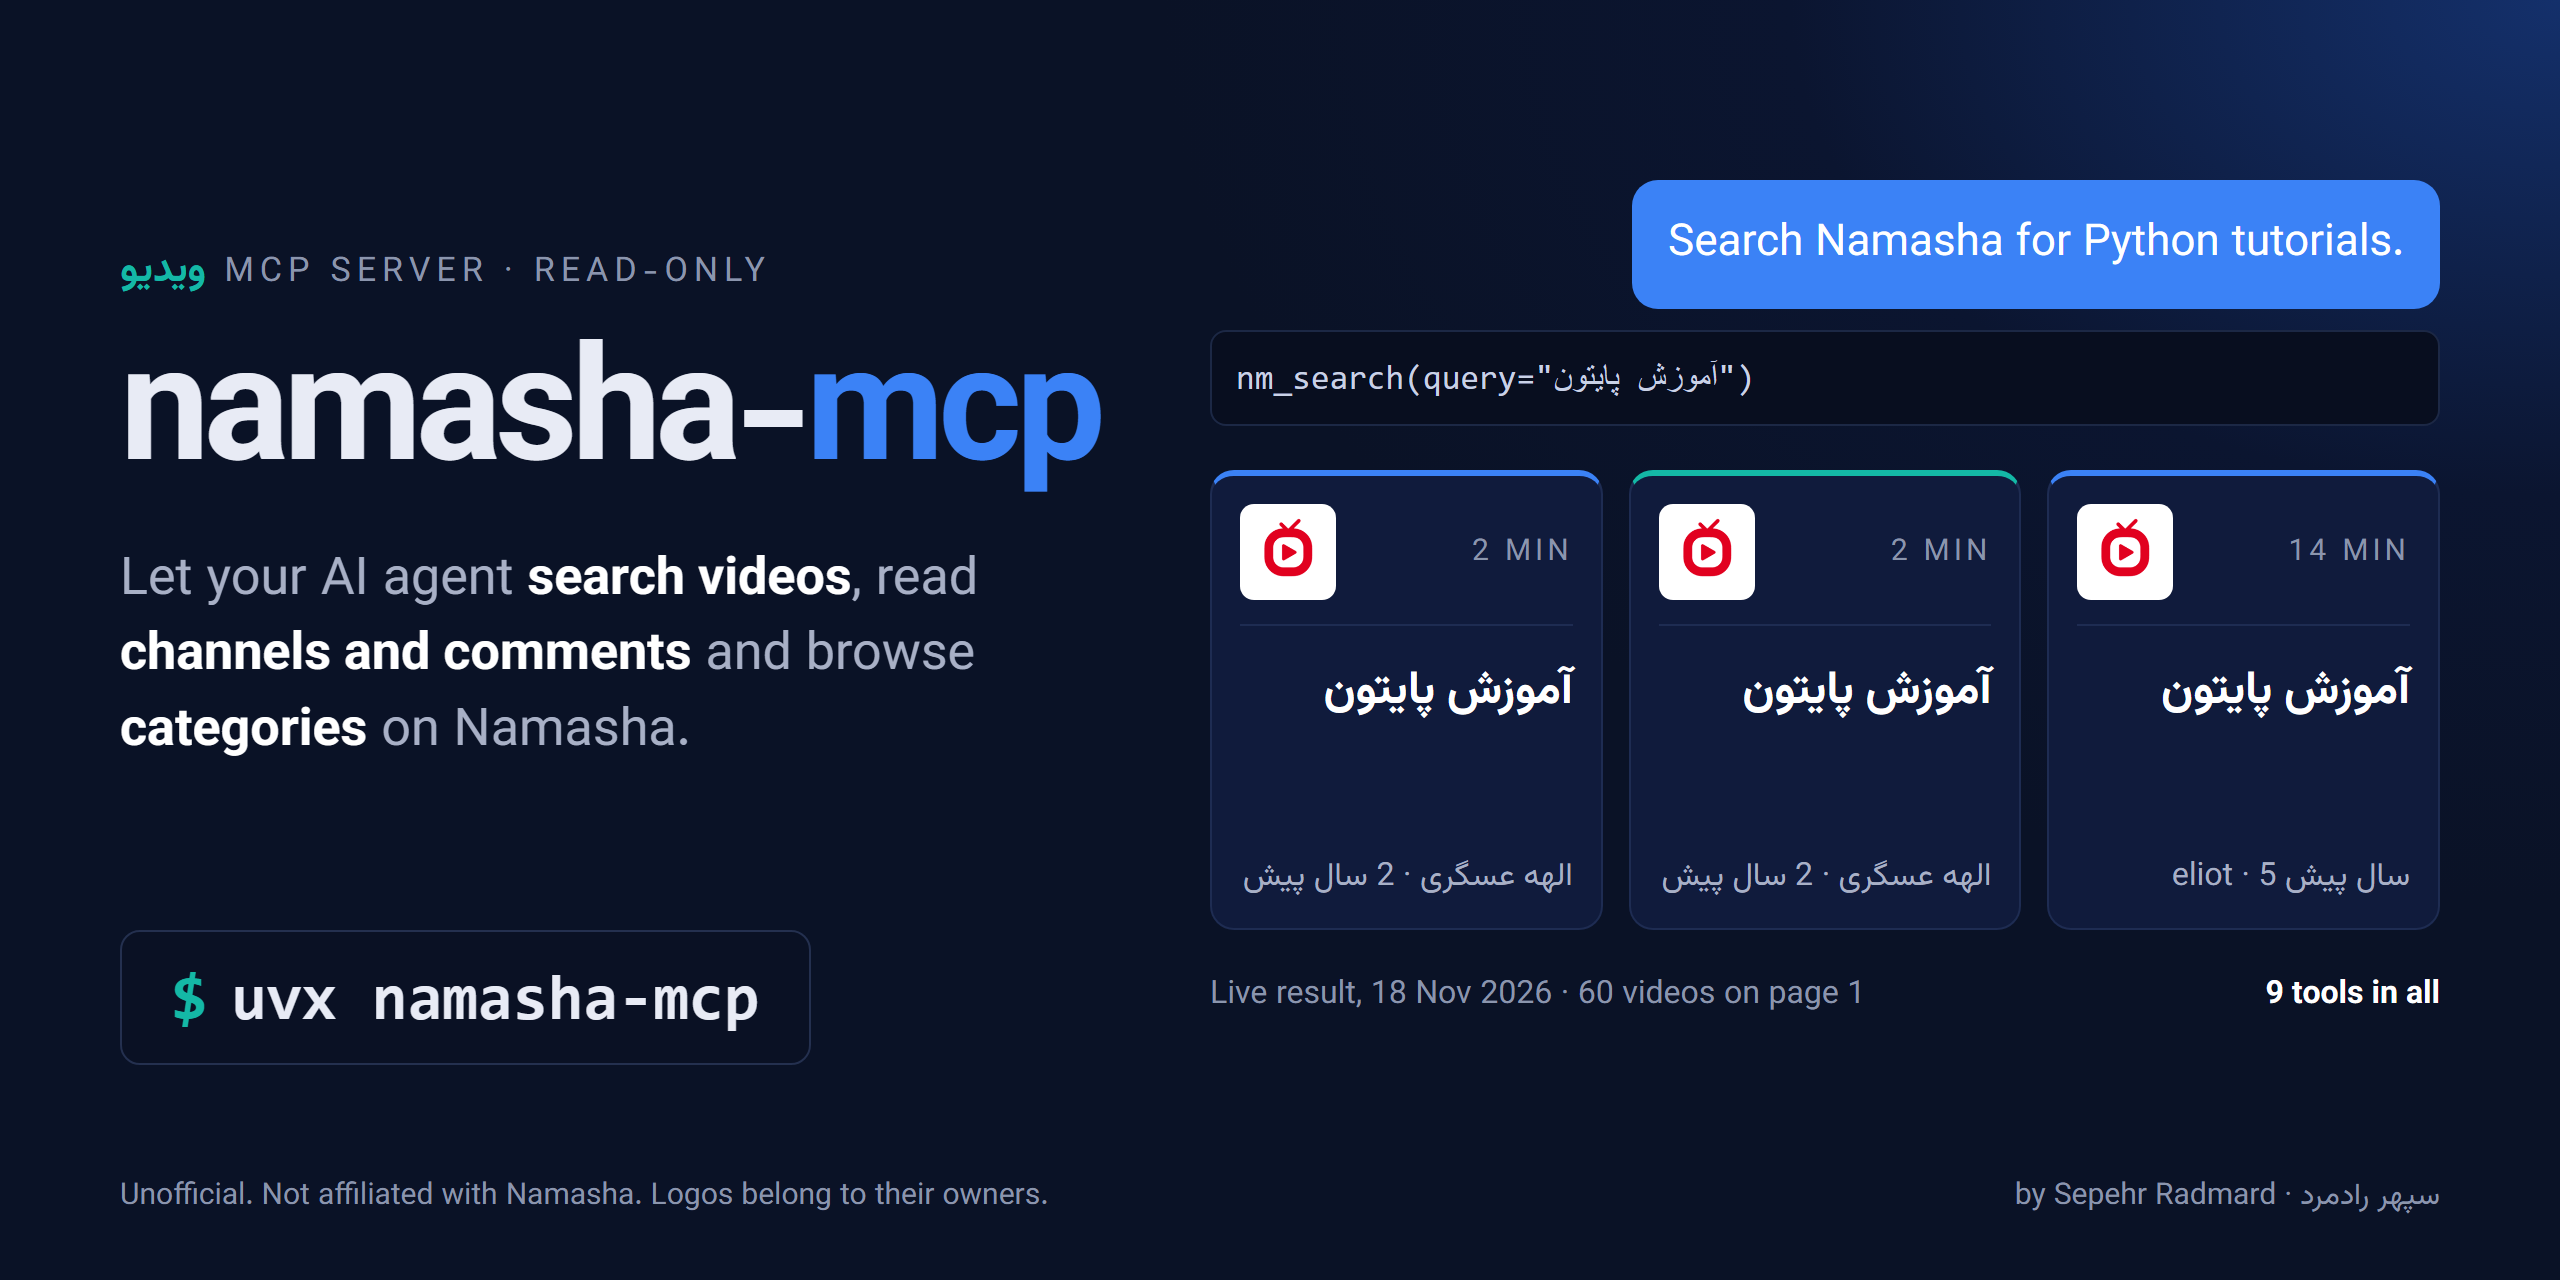 ویدیو MCP SERVER · READ-ONLY
namasha-mcp
Let your AI agent search videos, read
channels and comments and browse
categories on Namasha.
$ uvx namasha-mcp
Search Namasha for Python tutorials.
nm_search(query="آموزش پایتون")
2 MIN
آموزش پایتون
الهه عسگری · 2 سال پیش
2 MIN
آموزش پایتون
الهه عسگری · 2 سال پیش
14 MIN
آموزش پایتون
eliot · 5 سال پیش
Live result, 18 Nov 2026 · 60 videos on page 1
9 tools in all
Unofficial. Not affiliated with Namasha. Logos belong to their owners.
by Sepehr Radmard · سپهر رادمرد